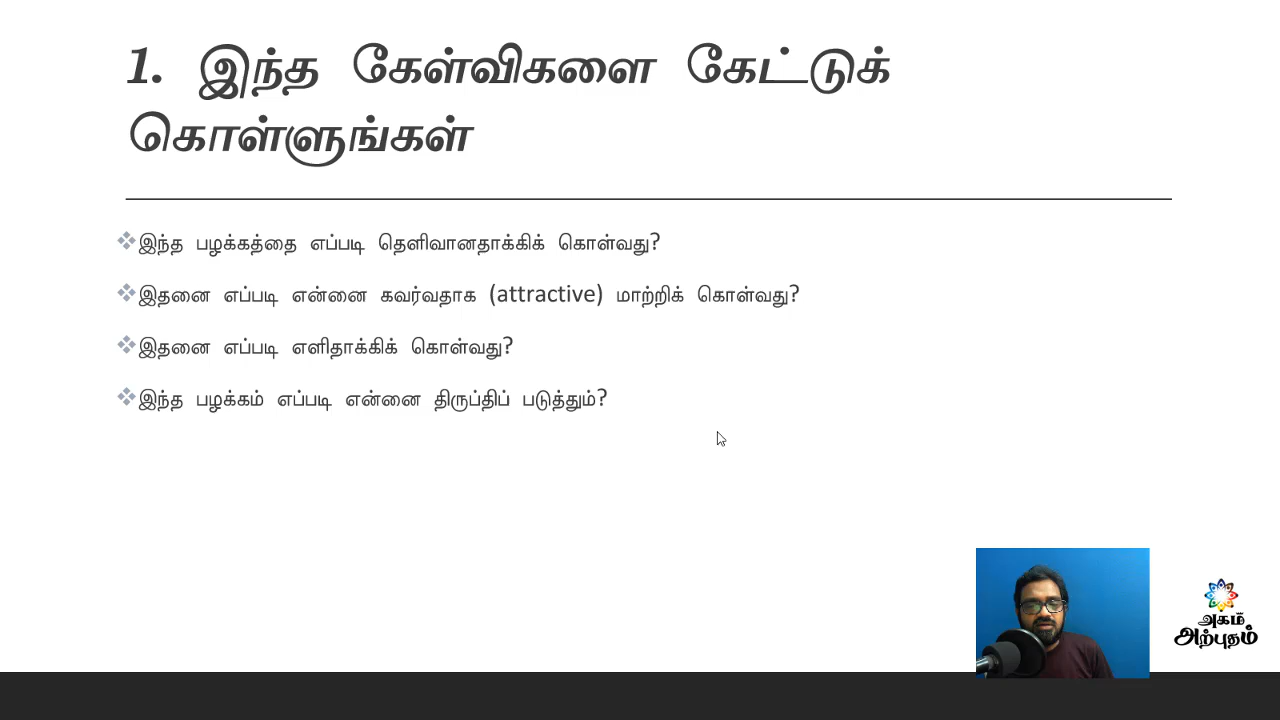 1. இந்த கேள்விகளை கேட்டுக்
கொள்ளுங்கள்
இந்த பழக்கத்தை எப்படி தெளிவானதாக்கிக் கொள்வது?
இதனை எப்படி என்னை கவர்வதாக (attractive) மாற்றிக் கொள்வது?
இதனை எப்படி எளிதாக்கிக் கொள்வது?
இந்த பழக்கம் எப்படி என்னை திருப்திப் படுத்தும்?
அகம்
அற்புதம்